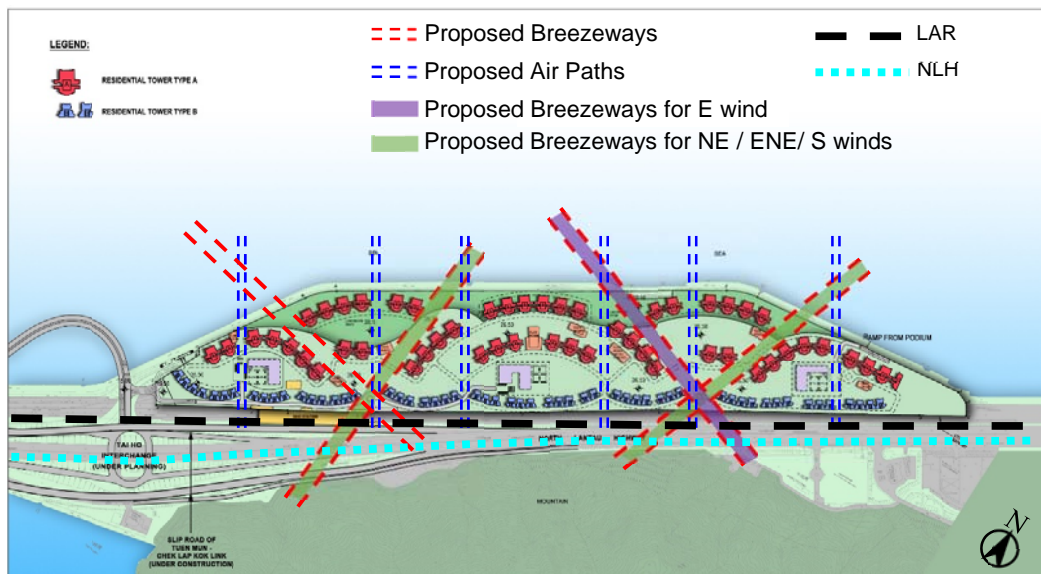 LEGEND:
RESIDENTIAL TOWER TYPE A
RESIDENTIAL TOWER TYPE B
Proposed Breezeways
Proposed Air Paths
Proposed Breezeways for E wind
Proposed Breezeways for NE / ENE/ S winds
LAR
NLH
SEA
SEA
RAMP FROM PODIUM
TAI HO
INTERCHANGE
(UNDER PLANNING)
MOUNTAIN
SLIP ROAD OF
TUEN MUN -
CHEK LAP KOK LINK
(UNDER CONSTRUCTION)
N